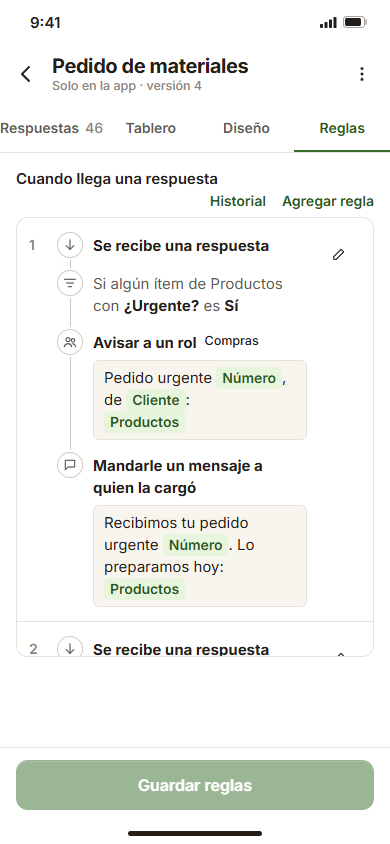 9:41
Pedido de materiales
Solo en la app · versión 4
Respuestas 46 Tablero Diseño Reglas
Cuando llega una respuesta
Historial Agregar regla
1 Se recibe una respuesta
Si algún ítem de Productos
con ¿Urgente? es Sí
Avisar a un rol Compras
Pedido urgente Número ,
de Cliente :
Productos
Mandarle un mensaje a
quien la cargó
Recibimos tu pedido
urgente Número . Lo
preparamos hoy:
Productos
2 Se recibe una respuesta
Guardar reglas